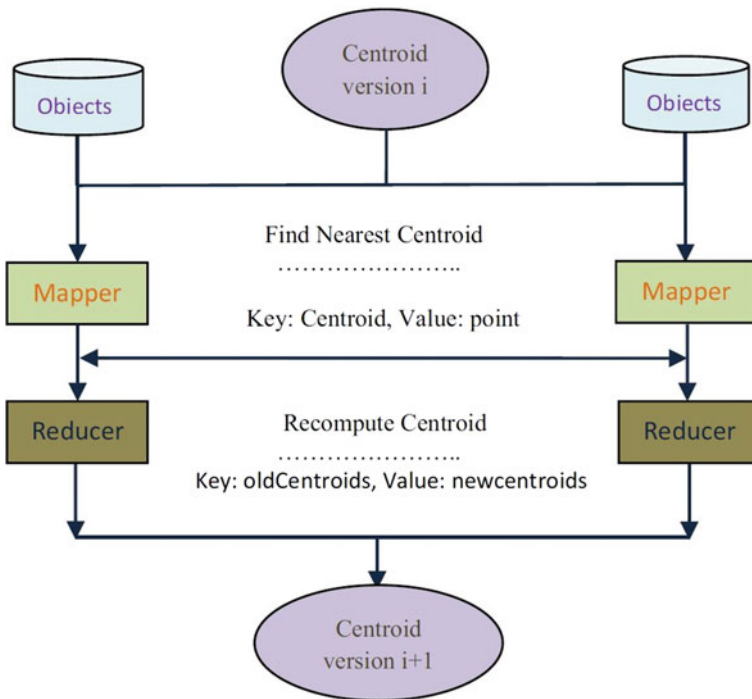 Centroid
version i
Obiects
Obiects
Find Nearest Centroid
…………………..
Mapper
Mapper
Key: Centroid, Value: point
Reducer
Recompute Centroid
…………………..
Reducer
Key: oldCentroids, Value: newcentroids
Centroid
version i+1